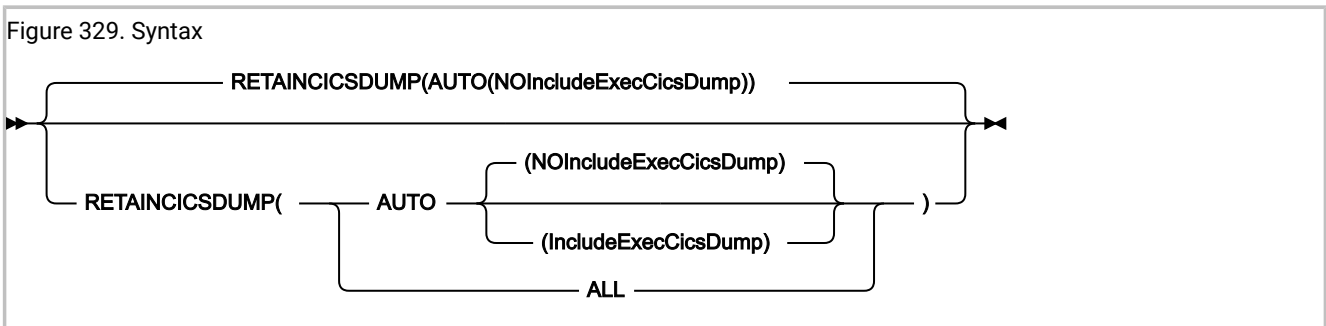 Figure 329. Syntax
RETAINCICSDUMP(AUTO(NOIncludeExecCicsDump))
(NOIncludeExecCicsDump)
RETAINCICSDUMP( AUTO )
(IncludeExecCicsDump)
ALL